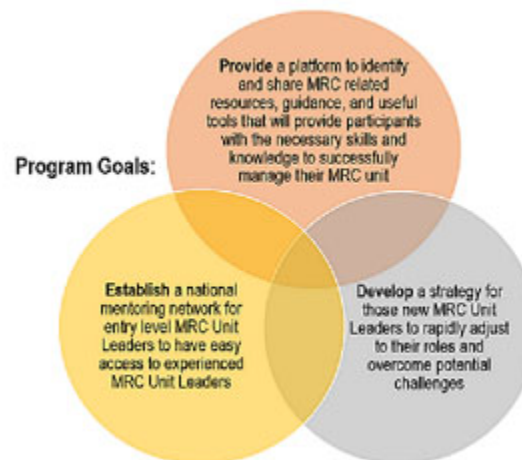 Provide a platform to identify
and share MRC related
resources, guidance, and useful
tools that will provide participants
with the necessary skills and
knowledge to successfully
manage their MRC unit
Program Goals:
Establish a national
mentoring network for
entry level MRC Unit
Leaders to have easy
access to experienced
MRC Unit Leaders
Develop a strategy for
those new MRC Unit
Leaders to rapidly adjust
to their roles and
overcome potential
challenges